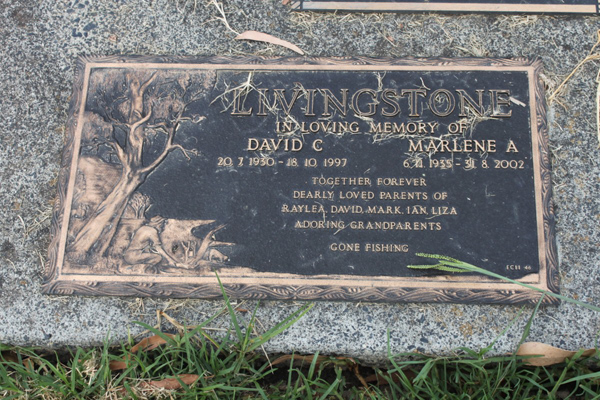 LIVINGSTONE
IN LOVING MEMORY OF
DAVID C MARLENE A
20. 7. 1930 - 18. 10. 1997 6. 11. 1935 - 31. 8. 2002
TOGETHER FOREVER
DEARLY LOVED PARENTS OF
RAYLEA, DAVID, MARK, IAN, LIZA
ADORING GRANDPARENTS
GONE FISHING